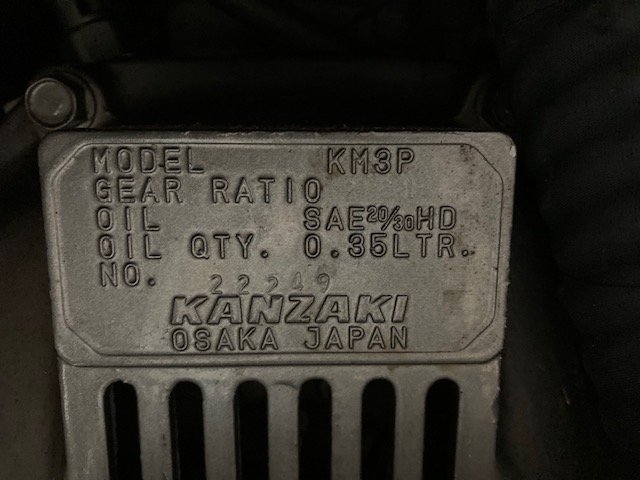 MODEL KM3P
GEAR RATIO
OIL SAE20/30HD
OIL QTY. 0.35LTR.
NO. 22249
KANZAKI
OSAKA JAPAN